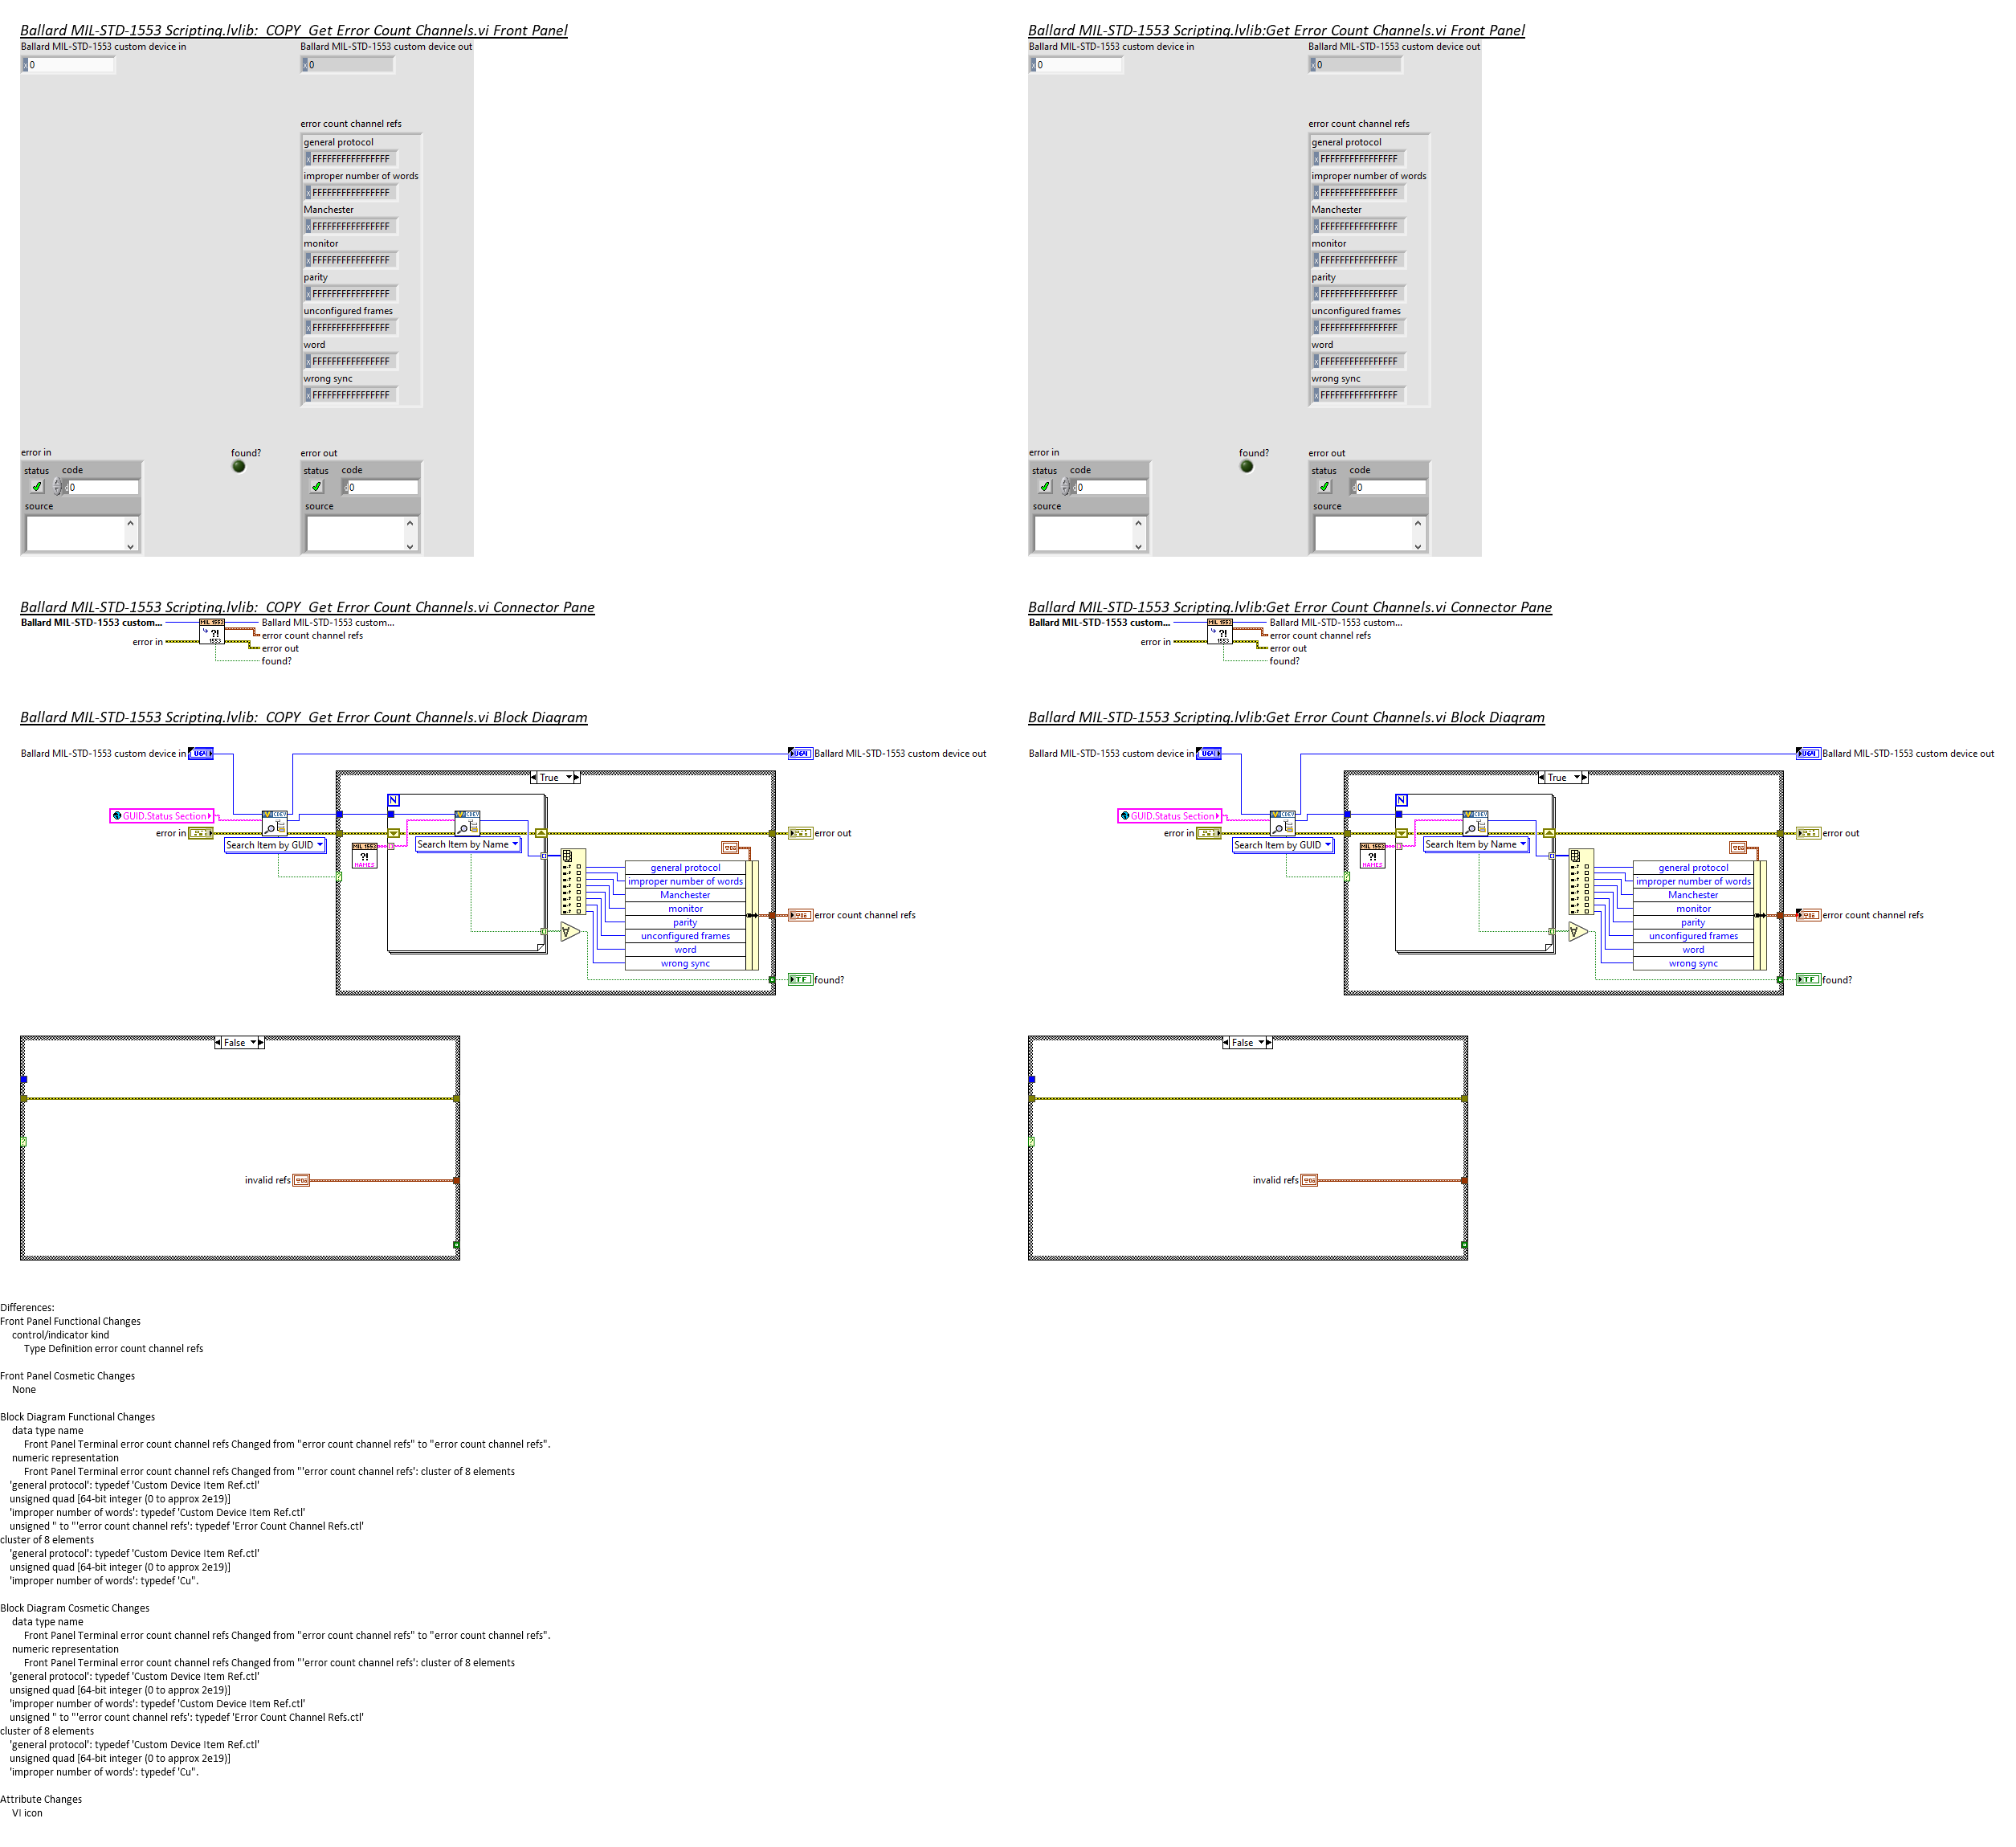 Ballard MIL-STD-1553 Scripting.lvlib:  COPY  Get Error Count Channels.vi Front Panel
Ballard MIL-STD-1553 custom device in
Ballard MIL-STD-1553 custom device out
x 0
x 0
error count channel refs
general protocol
x FFFFFFFFFFFFFFFF
improper number of words
x FFFFFFFFFFFFFFFF
Manchester
x FFFFFFFFFFFFFFFF
monitor
x FFFFFFFFFFFFFFFF
parity
x FFFFFFFFFFFFFFFF
unconfigured frames
x FFFFFFFFFFFFFFFF
word
x FFFFFFFFFFFFFFFF
wrong sync
x FFFFFFFFFFFFFFFF
error in
status code
d 0
source
found?
error out
status code
d 0
source
Ballard MIL-STD-1553 Scripting.lvlib:Get Error Count Channels.vi Front Panel
Ballard MIL-STD-1553 custom device in
Ballard MIL-STD-1553 custom device out
x 0
x 0
error count channel refs
general protocol
x FFFFFFFFFFFFFFFF
improper number of words
x FFFFFFFFFFFFFFFF
Manchester
x FFFFFFFFFFFFFFFF
monitor
x FFFFFFFFFFFFFFFF
parity
x FFFFFFFFFFFFFFFF
unconfigured frames
x FFFFFFFFFFFFFFFF
word
x FFFFFFFFFFFFFFFF
wrong sync
x FFFFFFFFFFFFFFFF
error in
status code
d 0
source
found?
error out
status code
d 0
source
Ballard MIL-STD-1553 Scripting.lvlib:  COPY  Get Error Count Channels.vi Connector Pane
Ballard MIL-STD-1553 custom...
error in
MIL 1553
?!
1553
Ballard MIL-STD-1553 custom...
error count channel refs
error out
found?
Ballard MIL-STD-1553 Scripting.lvlib:Get Error Count Channels.vi Connector Pane
Ballard MIL-STD-1553 custom...
error in
MIL 1553
?!
1553
Ballard MIL-STD-1553 custom...
error count channel refs
error out
found?
Ballard MIL-STD-1553 Scripting.lvlib:  COPY  Get Error Count Channels.vi Block Diagram
Ballard MIL-STD-1553 custom device in
U64
U64
Ballard MIL-STD-1553 custom device out
True
N
GUID.Status Section
error in
Search Item by GUID
MIL 1553
?!
NAMES
Search Item by Name
general protocol
improper number of words
Manchester
monitor
parity
unconfigured frames
word
wrong sync
error out
error count channel refs
TF
found?
False
invalid refs
Ballard MIL-STD-1553 Scripting.lvlib:Get Error Count Channels.vi Block Diagram
Ballard MIL-STD-1553 custom device in
U64
U64
Ballard MIL-STD-1553 custom device out
True
N
GUID.Status Section
error in
Search Item by GUID
MIL 1553
?!
NAMES
Search Item by Name
general protocol
improper number of words
Manchester
monitor
parity
unconfigured frames
word
wrong sync
error out
error count channel refs
TF
found?
False
invalid refs
Differences:
Front Panel Functional Changes
control/indicator kind
Type Definition error count channel refs
Front Panel Cosmetic Changes
None
Block Diagram Functional Changes
data type name
Front Panel Terminal error count channel refs Changed from "error count channel refs" to "error count channel refs".
numeric representation
Front Panel Terminal error count channel refs Changed from "'error count channel refs': cluster of 8 elements
'general protocol': typedef 'Custom Device Item Ref.ctl'
unsigned quad [64-bit integer (0 to approx 2e19)]
'improper number of words': typedef 'Custom Device Item Ref.ctl'
unsigned " to "'error count channel refs': typedef 'Error Count Channel Refs.ctl'
cluster of 8 elements
'general protocol': typedef 'Custom Device Item Ref.ctl'
unsigned quad [64-bit integer (0 to approx 2e19)]
'improper number of words': typedef 'Cu".
Block Diagram Cosmetic Changes
data type name
Front Panel Terminal error count channel refs Changed from "error count channel refs" to "error count channel refs".
numeric representation
Front Panel Terminal error count channel refs Changed from "'error count channel refs': cluster of 8 elements
'general protocol': typedef 'Custom Device Item Ref.ctl'
unsigned quad [64-bit integer (0 to approx 2e19)]
'improper number of words': typedef 'Custom Device Item Ref.ctl'
unsigned " to "'error count channel refs': typedef 'Error Count Channel Refs.ctl'
cluster of 8 elements
'general protocol': typedef 'Custom Device Item Ref.ctl'
unsigned quad [64-bit integer (0 to approx 2e19)]
'improper number of words': typedef 'Cu".
Attribute Changes
VI icon